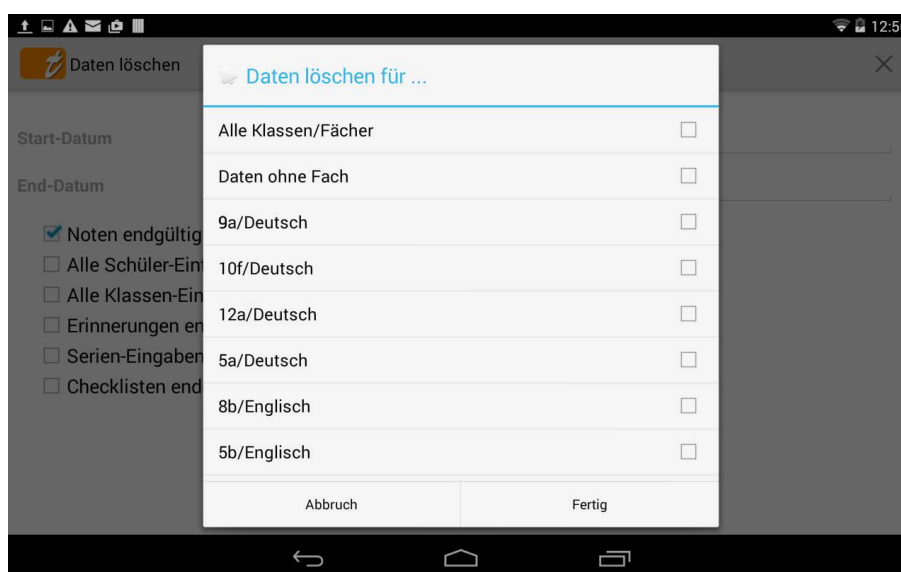 12:5
Daten löschen
Start-Datum
End-Datum
Noten endgültig
Alle Schüler-Ein
Alle Klassen-Ein
Erinnerungen en
Serien-Eingaben
Checklisten end
Daten löschen für ...
Alle Klassen/Fächer
Daten ohne Fach
9a/Deutsch
10f/Deutsch
12a/Deutsch
5a/Deutsch
8b/Englisch
5b/Englisch
Abbruch
Fertig